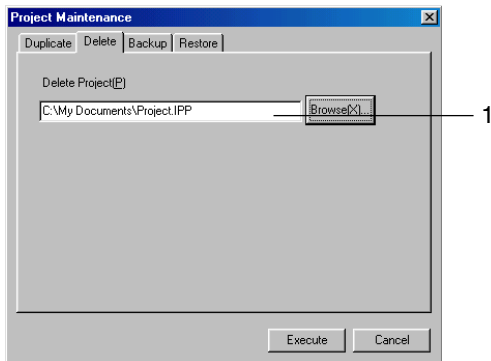 Project Maintenance
Duplicate Delete Backup Restore
Delete Project(P)
C:\My Documents\Project.IPP Browse(X)... 1
Execute Cancel